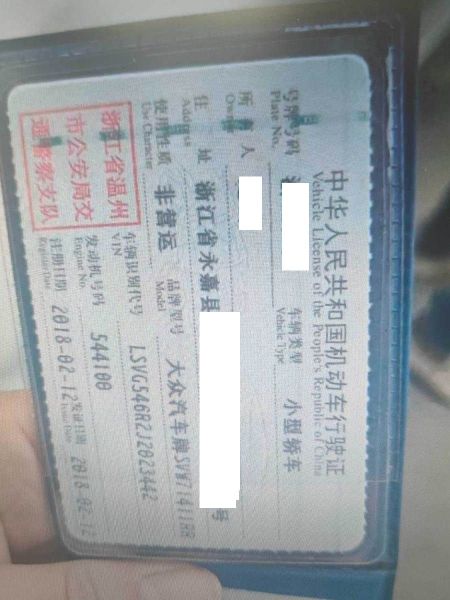 中华人民共和国机动车行驶证
Vehicle License of the People's Republic of China
号牌号码
Plate No.
车辆类型 小型轿车
Vehicle Type
所有人
Owner
住址 浙江省永嘉县 号
Address
使用性质 非营运 品牌型号 大众汽车牌
Use Character Model
浙江省温州
市公安局交
通警察支队
车辆识别代号 LSVG546R2J2023442
VIN
发动机号码 544100
Engine No.
注册日期 2018-02-12 发证日期 2018-02-12
Register Date Issue Date